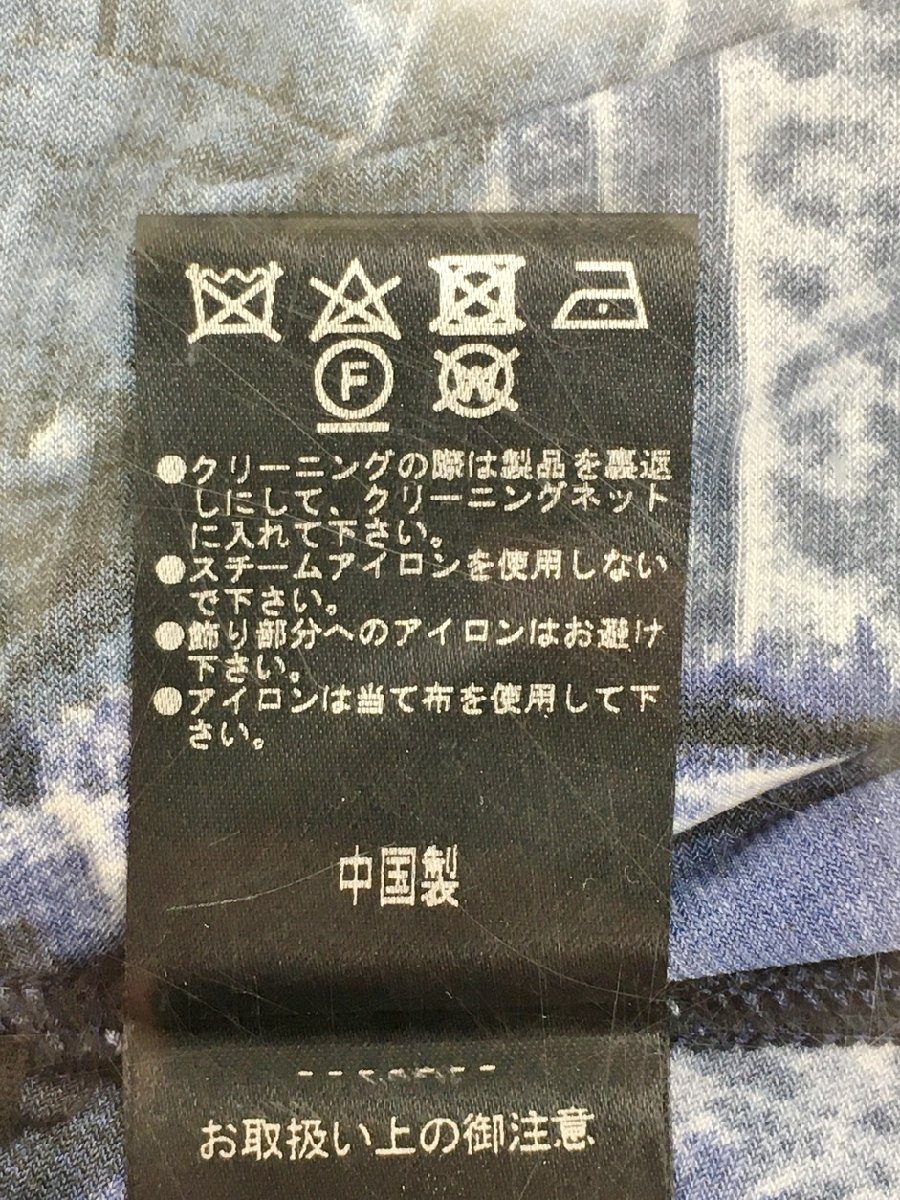 F W
●クリーニングの際は製品を裏返
しにして、クリーニングネット
に入れて下さい。
●スチームアイロンを使用しない
で下さい。
●飾り部分へのアイロンはお避け
下さい。
●アイロンは当て布を使用して下
さい。
中国製
お取扱い上の御注意